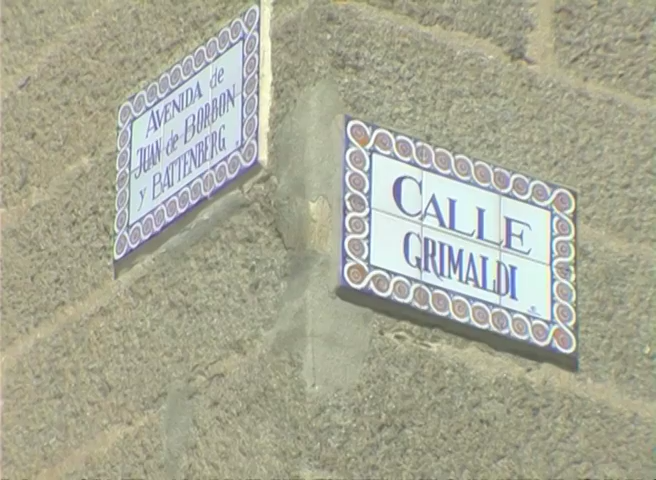 AVENIDA de
JUAN de BORBON
y BATTENBERG
CALLE
GRIMALDI